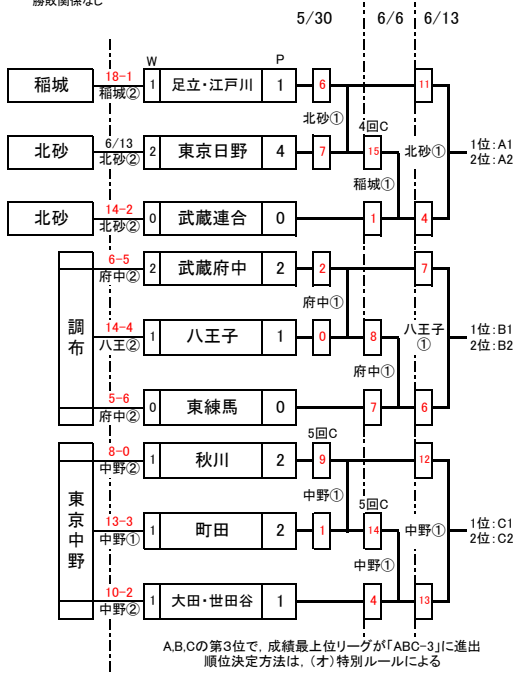 勝敗関係なし
5/30 6/6 6/13
W P
稲城 18-1 稲城② 1 足立・江戸川 1 6 11
北砂① 4回C
北砂 6/13 北砂② 2 東京日野 4 7 15 北砂① 1位:A1
2位:A2
稲城①
北砂 14-2 北砂② 0 武蔵連合 0 1 4
6-5 府中② 2 武蔵府中 2 2 7
府中①
調布 14-4 八王② 1 八王子 1 0 8 八王子① 1位:B1
2位:B2
府中①
5-6 府中② 0 東練馬 0 7 6
5回C
8-0 中野② 1 秋川 2 9 12
中野① 5回C
東京中野 13-3 中野① 1 町田 2 1 14 中野① 1位:C1
2位:C2
中野①
10-2 中野② 1 大田・世田谷 1 4 13
A,B,Cの第3位で, 成績最上位リーグが「ABC-3」に進出
順位決定方法は, (オ)特別ルールによる